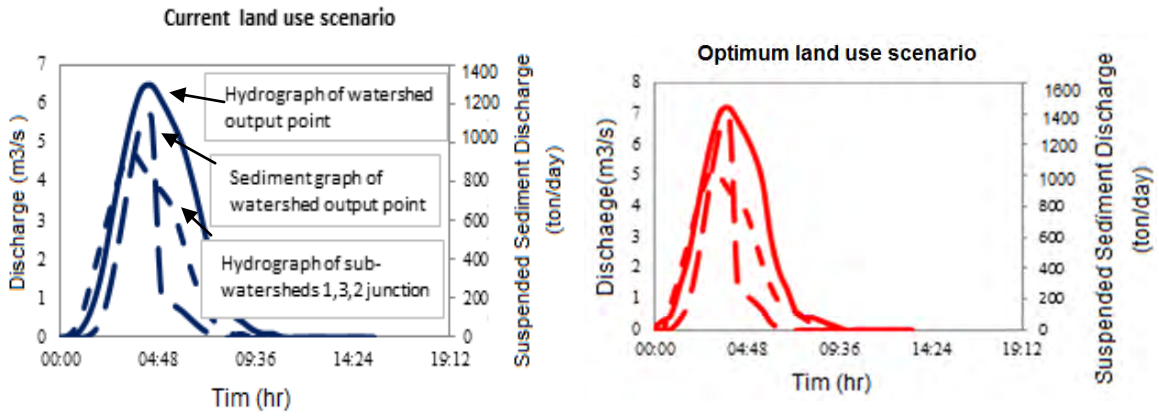 Current land use scenario
7
6
5
4
3
2
1
0
Discharge (m3/s)
1400
1200
1000
800
600
400
200
0
Suspended Sediment Discharge
(ton/day)
Hydrograph of watershed
output point
Sediment graph of
watershed output point
Hydrograph of sub-
watersheds 1,3,2 junction
00:00 04:48 09:36 14:24 19:12
Tim (hr)
Optimum land use scenario
8
7
6
5
4
3
2
1
0
Dischaege(m3/s)
1600
1400
1200
1000
800
600
400
200
0
Suspended Sediment Discharge
(ton/day)
00:00 04:48 09:36 14:24 19:12
Tim (hr)